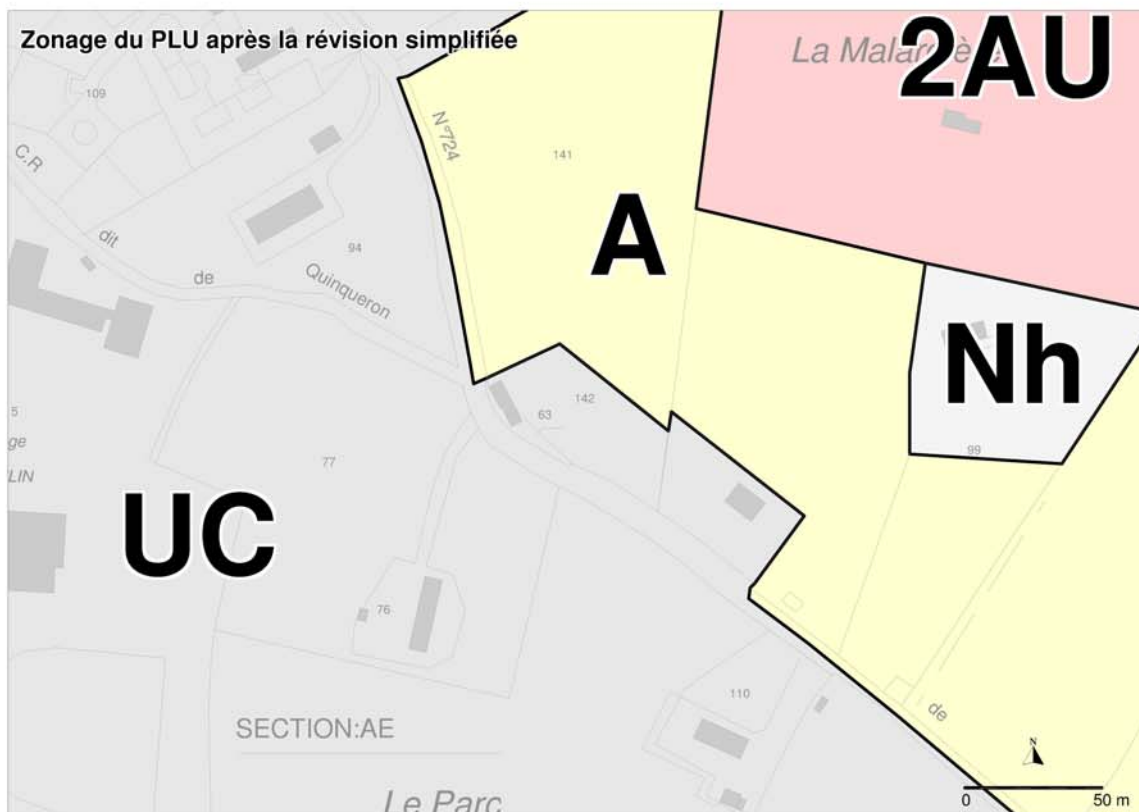 Zonage du PLU après la révision simplifiée
La Malar
2AU
109
N°724
141
C.R
A
dit
94
de
Quinqueron
Nh
5
142
63
ge
99
77
LIN
UC
76
110
de
SECTION:AE
N
Le Parc
0
50 m